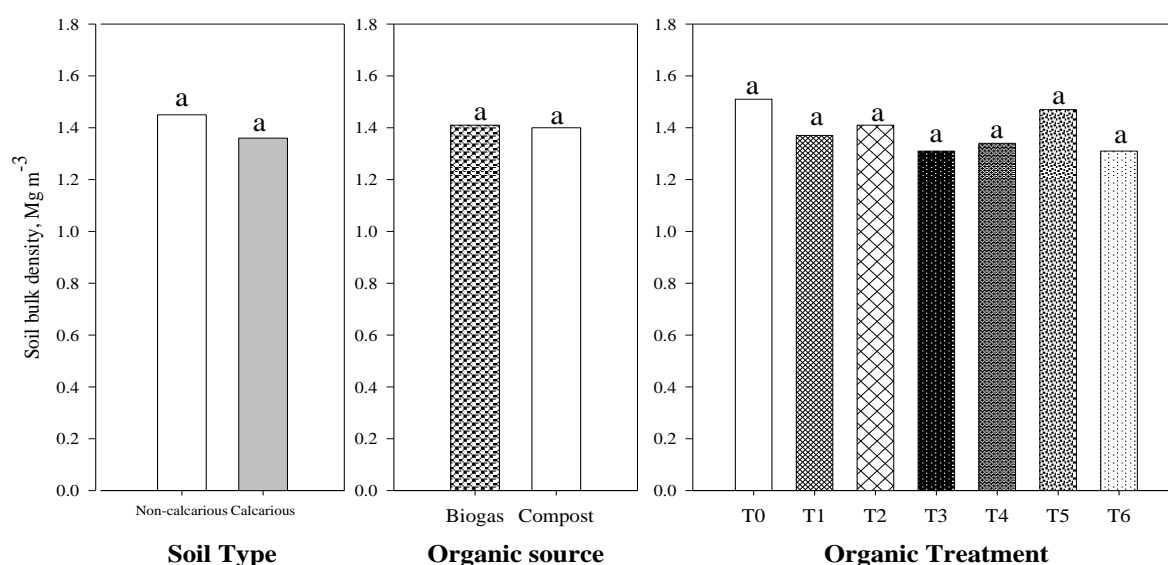 Soil bulk density, Mg m-3
1.8
1.6
1.4
1.2
1.0
0.8
0.6
0.4
0.2
0.0
a
a
Non-calcarious Calcarious
Soil Type
1.8
1.6
1.4
1.2
1.0
0.8
0.6
0.4
0.2
0.0
a
a
Biogas Compost
Organic source
1.8
1.6
1.4
1.2
1.0
0.8
0.6
0.4
0.2
0.0
a
a
a
a
a
a
a
T0 T1 T2 T3 T4 T5 T6
Organic Treatment